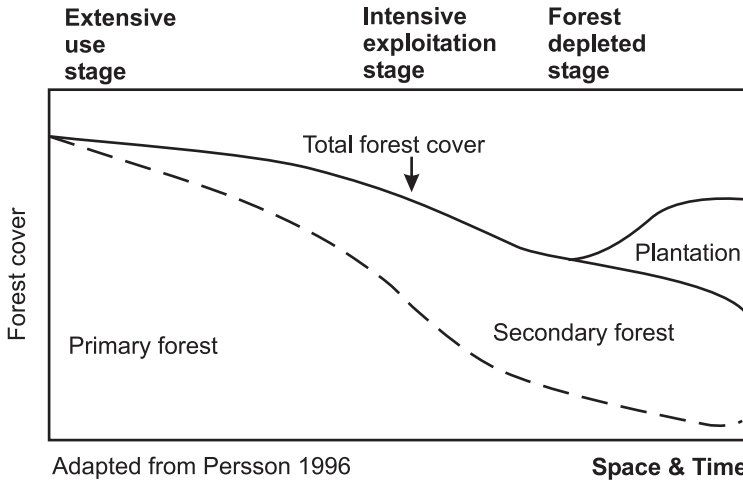 Extensive
use
stage
Intensive
exploitation
stage
Forest
depleted
stage
Total forest cover
Plantation
Forest cover
Secondary forest
Primary forest
Adapted from Persson 1996
Space & Time